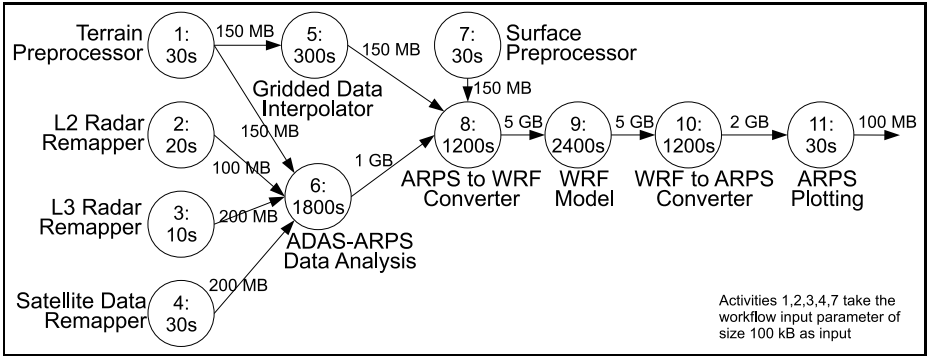 Terrain
Preprocessor
1:
30s
150 MB
5:
300s
Gridded Data
Interpolator
150 MB
7:
30s
Surface
Preprocessor
150 MB
L2 Radar
Remapper
2:
20s
150 MB
100 MB
L3 Radar
Remapper
3:
10s
200 MB
6:
1800s
ADAS-ARPS
Data Analysis
1 GB
Satellite Data
Remapper
4:
30s
200 MB
8:
1200s
ARPS to WRF
Converter
5 GB
9:
2400s
WRF
Model
5 GB
10:
1200s
WRF to ARPS
Converter
2 GB
11:
30s
ARPS
Plotting
100 MB
Activities 1,2,3,4,7 take the
workflow input parameter of
size 100 kB as input